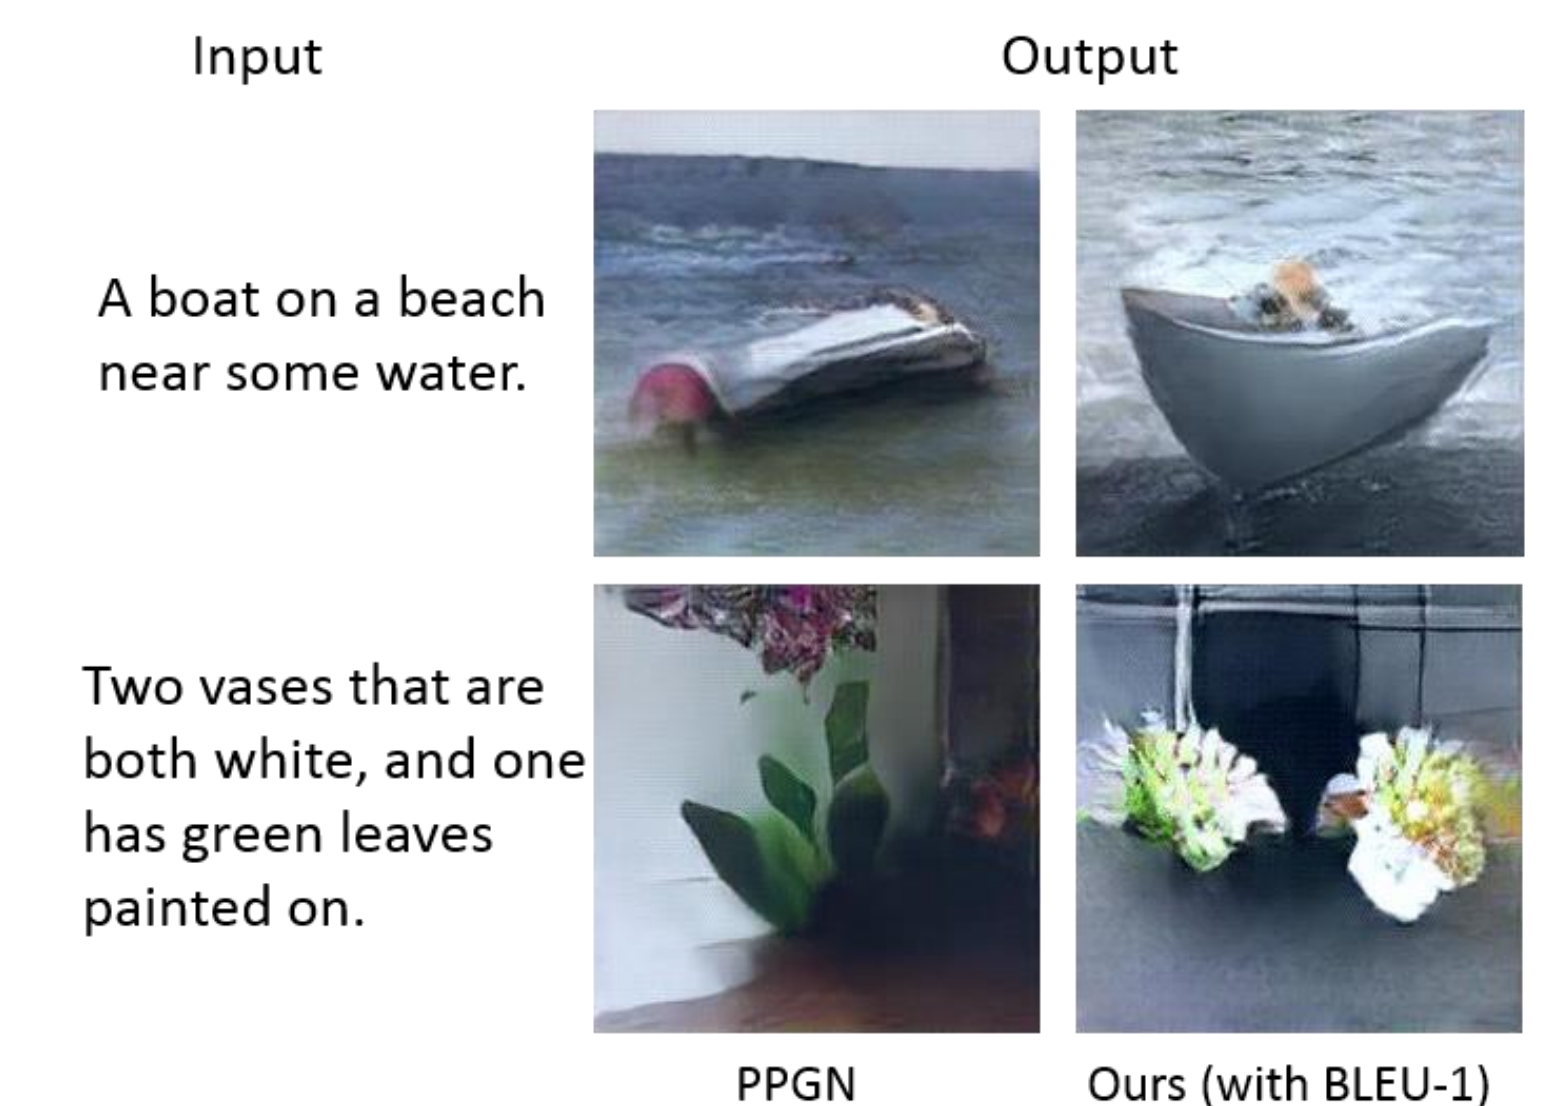 Input
Output
A boat on a beach
near some water.
Two vases that are
both white, and one
has green leaves
painted on.
PPGN
Ours (with BLEU-1)